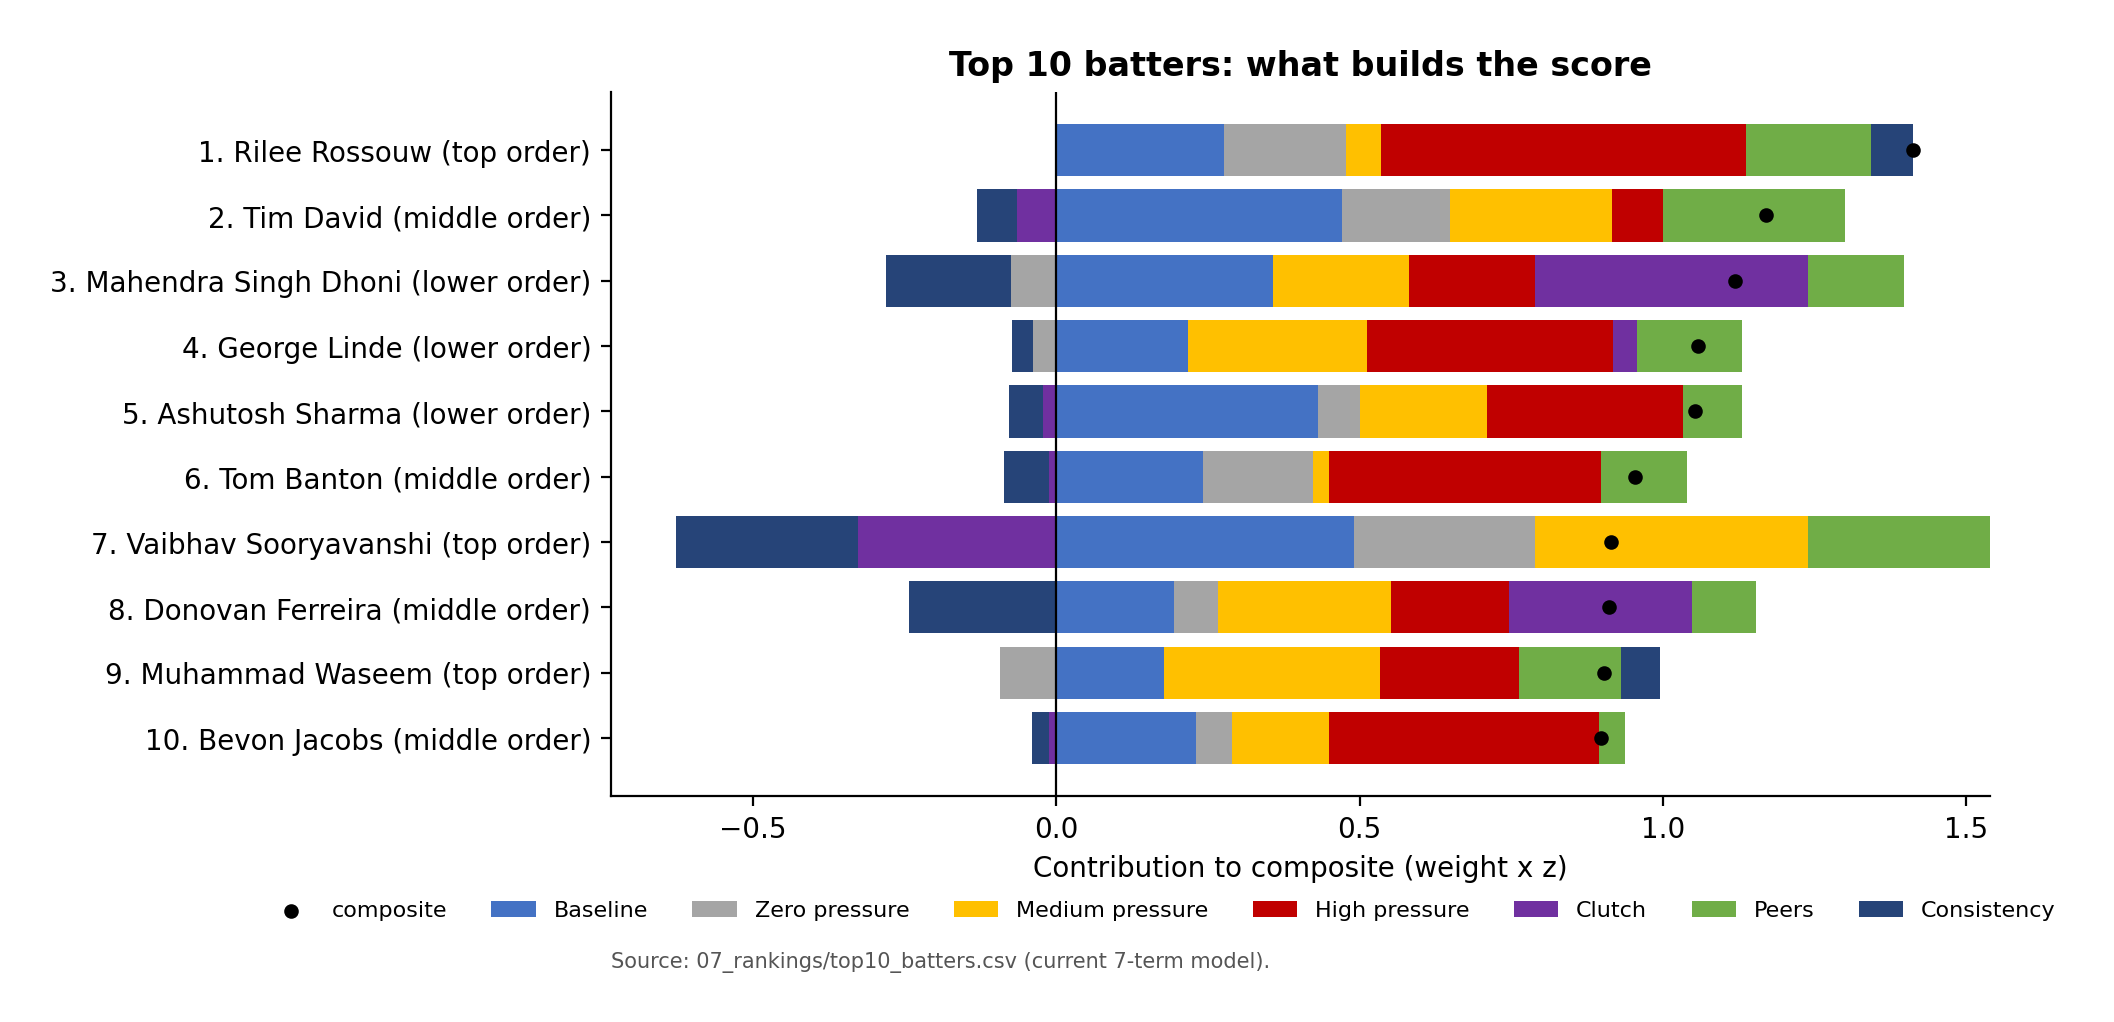 Top 10 batters: what builds the score
1. Rilee Rossouw (top order)
2. Tim David (middle order)
3. Mahendra Singh Dhoni (lower order)
4. George Linde (lower order)
5. Ashutosh Sharma (lower order)
6. Tom Banton (middle order)
7. Vaibhav Sooryavanshi (top order)
8. Donovan Ferreira (middle order)
9. Muhammad Waseem (top order)
10. Bevon Jacobs (middle order)
−0.5 0.0 0.5 1.0 1.5
Contribution to composite (weight x z)
composite Baseline Zero pressure Medium pressure High pressure Clutch Peers Consistency
Source: 07_rankings/top10_batters.csv (current 7-term model).